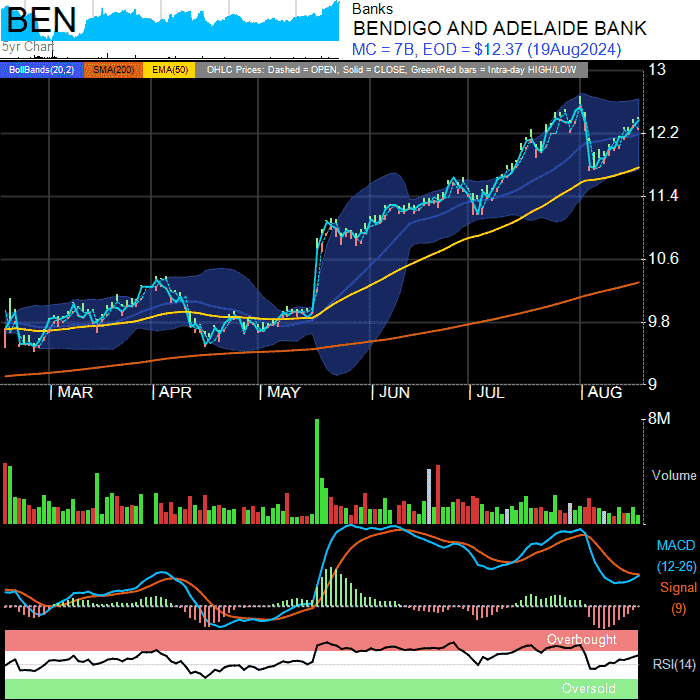 BEN
5yr Chart
Banks
BENDIGO AND ADELAIDE BANK
MC = 7B, EOD = $12.37 (19Aug2024)
BollBands(20,2) SMA(200) EMA(50) OHLC Prices: Dashed = OPEN, Solid = CLOSE, Green/Red bars = Intra-day HIGH/LOW
13
12.2
11.4
10.6
9.8
9
MAR APR MAY JUN JUL AUG
8M
Volume
MACD
(12-26)
Signal
(9)
Overbought
RSI(14)
Oversold